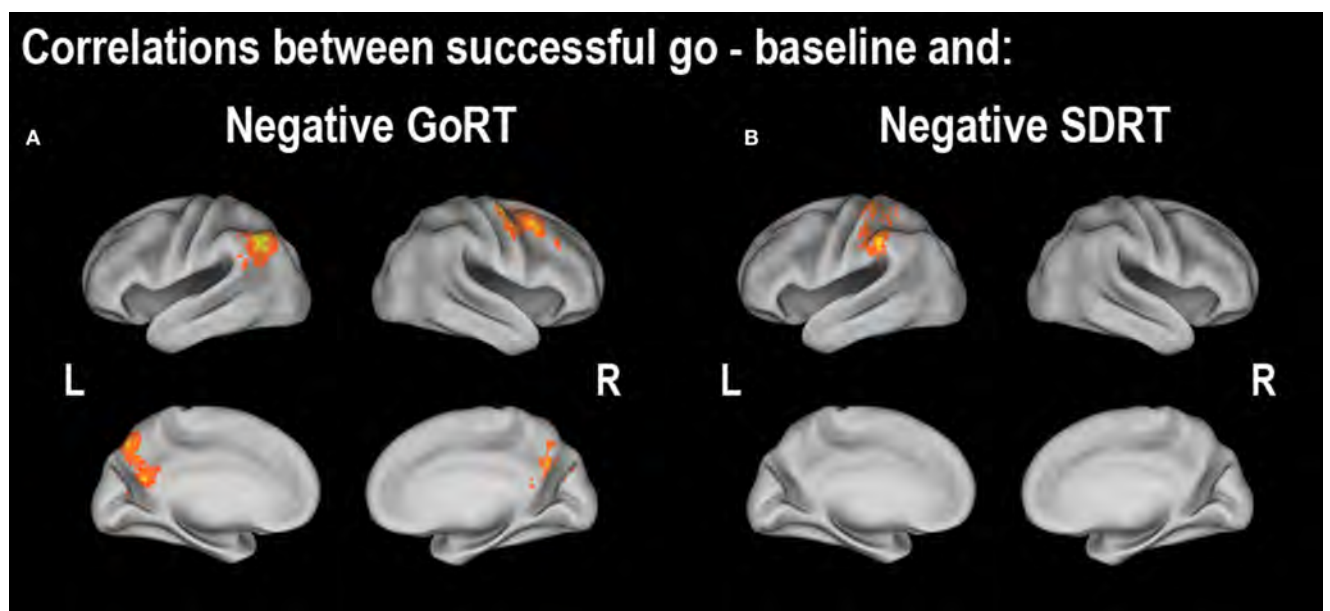 Correlations between successful go - baseline and:
A Negative GoRT
B Negative SDRT
L R
L R